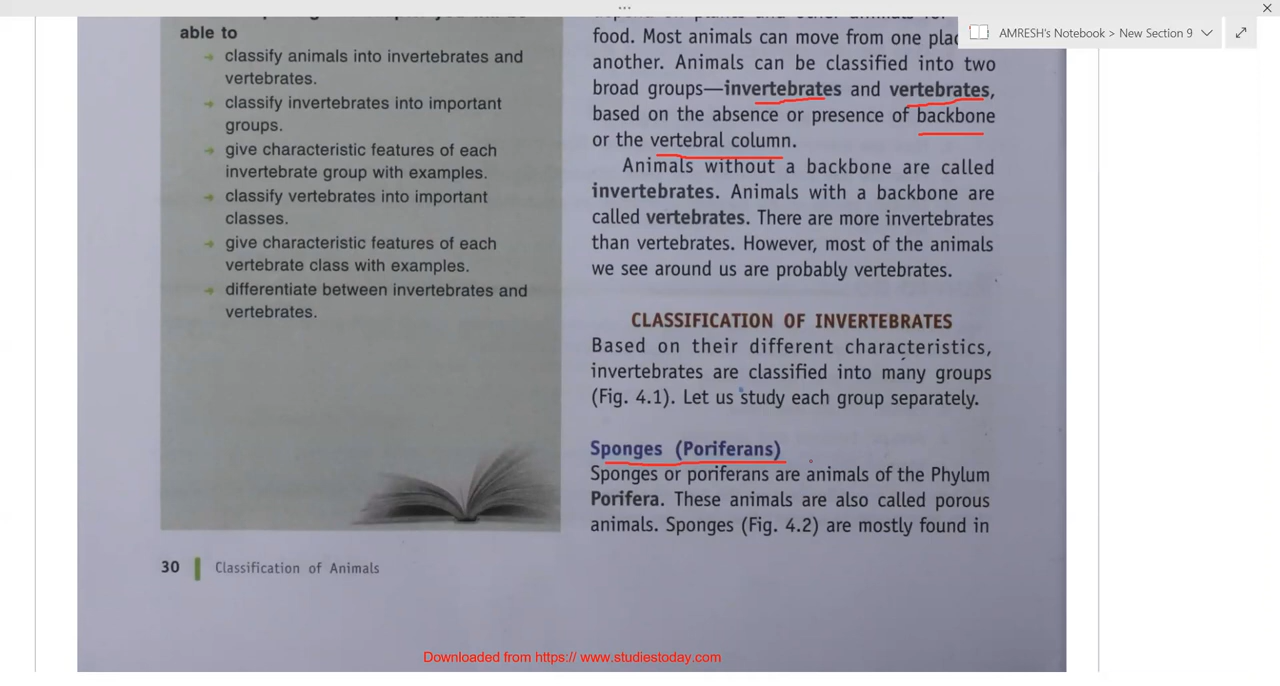 AMRESH's Notebook > New Section 9
able to
→ classify animals into invertebrates and
vertebrates.
→ classify invertebrates into important
groups.
→ give characteristic features of each
invertebrate group with examples.
→ classify vertebrates into important
classes.
→ give characteristic features of each
vertebrate class with examples.
→ differentiate between invertebrates and
vertebrates.
30 Classification of Animals
food. Most animals can move from one
another. Animals can be classified into two
broad groups—invertebrates and vertebrates,
based on the absence or presence of backbone
or the vertebral column.
Animals without a backbone are called
invertebrates. Animals with a backbone are
called vertebrates. There are more invertebrates
than vertebrates. However, most of the animals
we see around us are probably vertebrates.
CLASSIFICATION OF INVERTEBRATES
Based on their different characteristics,
invertebrates are classified into many groups
(Fig. 4.1). Let us study each group separately.
Sponges (Poriferans)
Sponges or poriferans are animals of the Phylum
Porifera. These animals are also called porous
animals. Sponges (Fig. 4.2) are mostly found in
Downloaded from https:// www.studiestoday.com